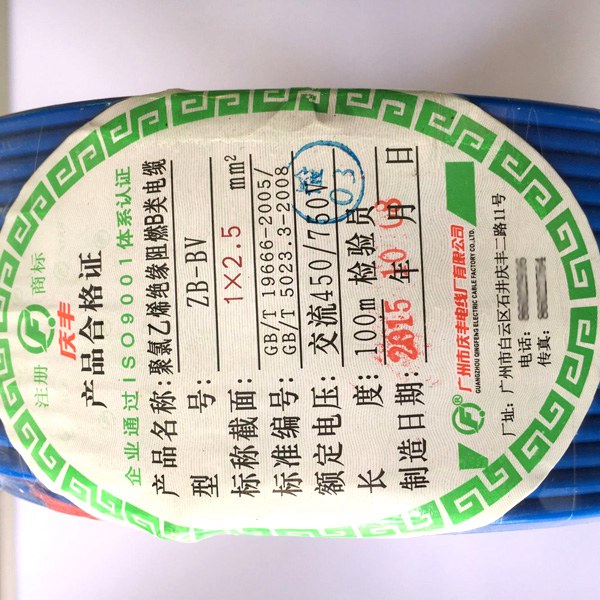 注册 商标
庆丰
产品合格证
企业通过ISO9001体系认证
产品名称:聚氯乙烯绝缘阻燃B类电缆
型 号: ZB BV
标称截面: 1×2.5 mm²
标准编号: GB/T 19666-2005/
GB/T 5023.3-2008
额定电压: 交流450/750V
长 度: 100m 检验员 03
制造日期: 2015 年 10 月 03 日
广州市庆丰电线厂有限公司
GUANGZHOU QINGFENG ELECTRIC CABLE FACTORY CO.,LTD.
厂址: 广州市白云区石井庆丰二路11号
电话:
传真: